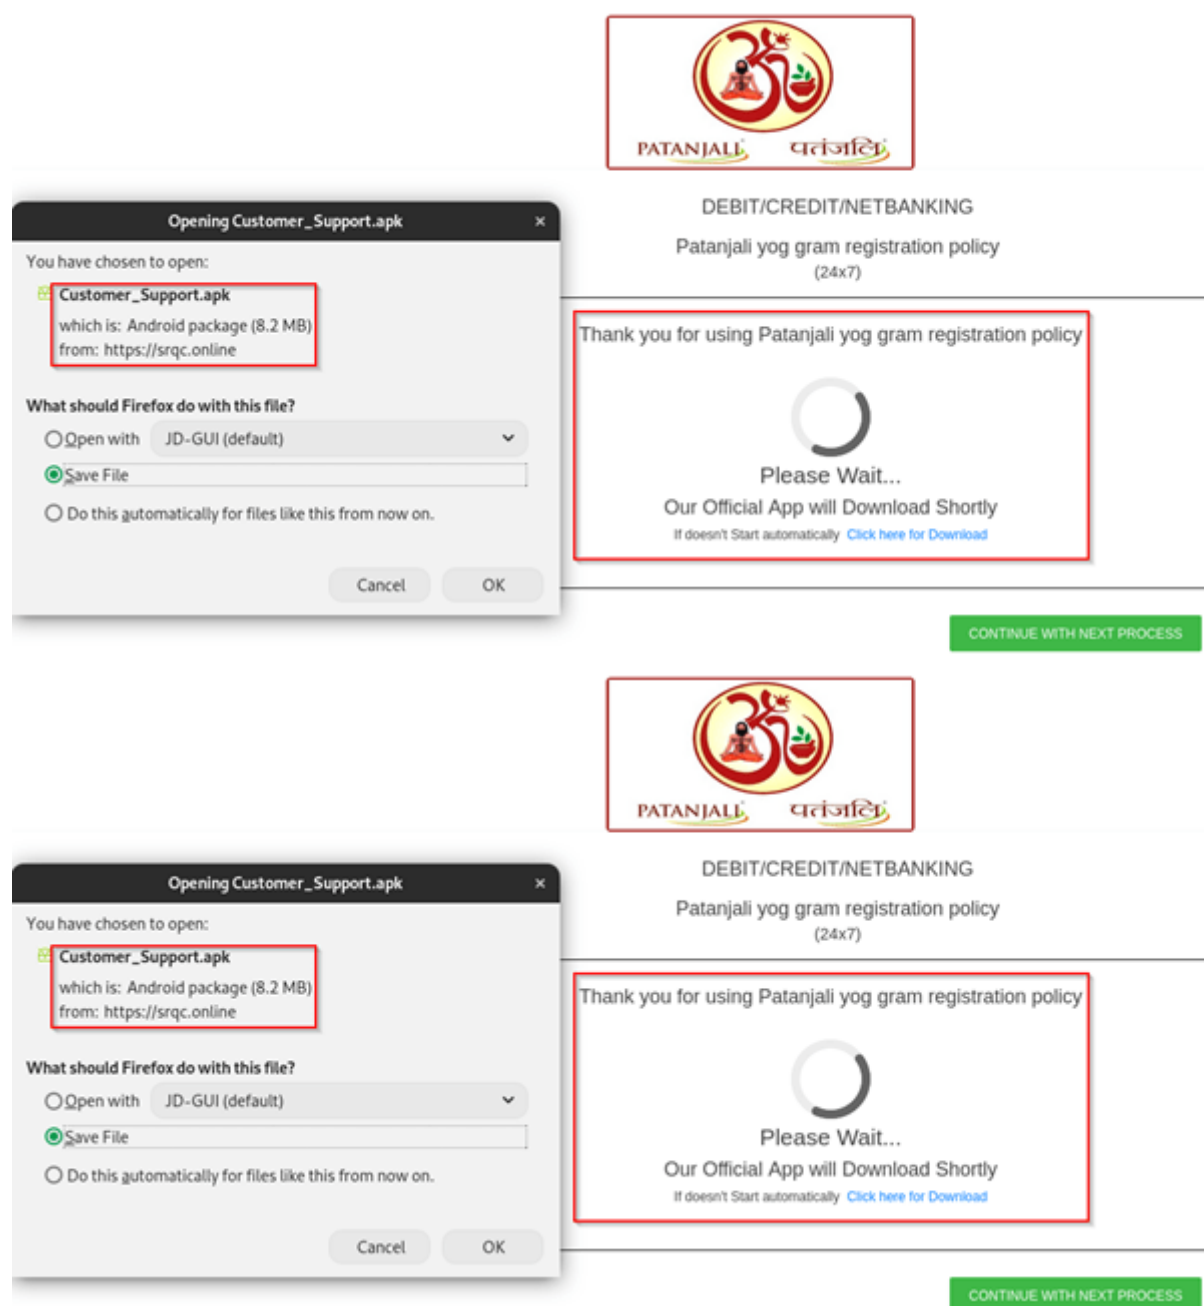 PATANJALI पतंजलि
DEBIT/CREDIT/NETBANKING
Patanjali yog gram registration policy
(24x7)
Opening Customer_Support.apk ×
You have chosen to open:
Customer_Support.apk
which is: Android package (8.2 MB)
from: https://srqc.online
What should Firefox do with this file?
Open with JD-GUI (default)
Save File
Do this automatically for files like this from now on.
Cancel OK
Thank you for using Patanjali yog gram registration policy
Please Wait...
Our Official App will Download Shortly
If doesn't Start automatically Click here for Download
CONTINUE WITH NEXT PROCESS
PATANJALI पतंजलि
DEBIT/CREDIT/NETBANKING
Patanjali yog gram registration policy
(24x7)
Opening Customer_Support.apk ×
You have chosen to open:
Customer_Support.apk
which is: Android package (8.2 MB)
from: https://srqc.online
What should Firefox do with this file?
Open with JD-GUI (default)
Save File
Do this automatically for files like this from now on.
Cancel OK
Thank you for using Patanjali yog gram registration policy
Please Wait...
Our Official App will Download Shortly
If doesn't Start automatically Click here for Download
CONTINUE WITH NEXT PROCESS